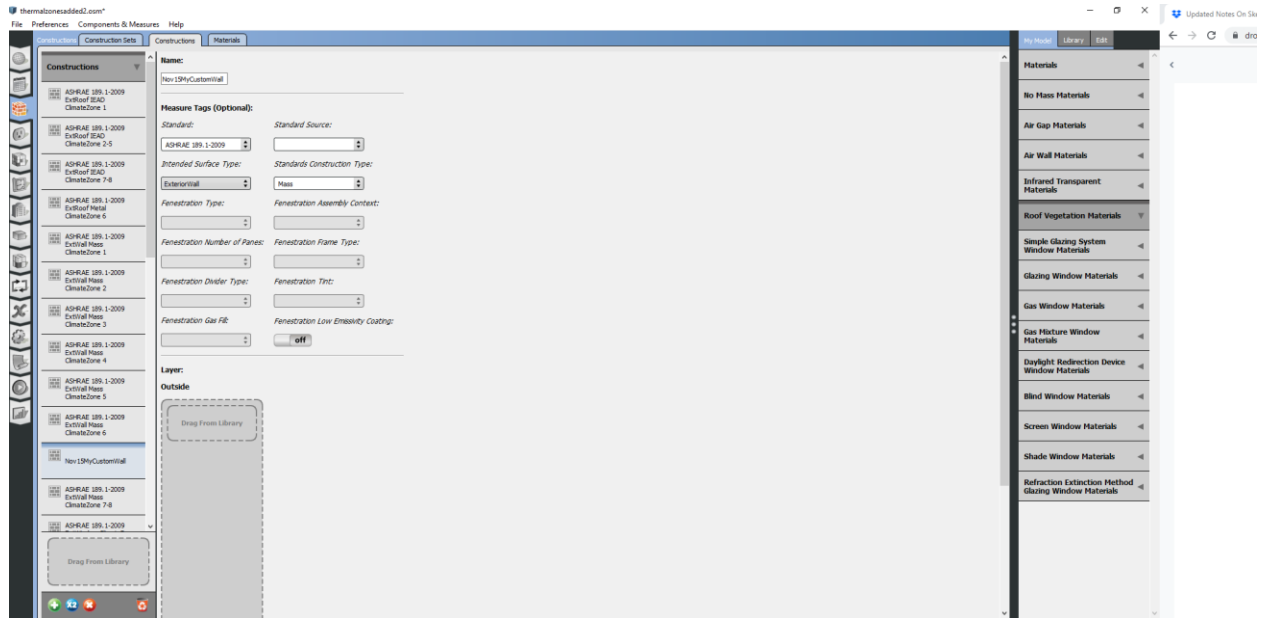 thermalzonesadded2.osm*
File Preferences Components & Measures Help
Constructions Construction Sets Constructions Materials
My Model Library Edit
Updated Notes On Ske
dro
Constructions
ASHRAE 189.1-2009
ExtRoof IEAD
ClimateZone 1
ASHRAE 189.1-2009
ExtRoof IEAD
ClimateZone 2-5
ASHRAE 189.1-2009
ExtRoof IEAD
ClimateZone 7-8
ASHRAE 189.1-2009
ExtRoof Metal
ClimateZone 6
ASHRAE 189.1-2009
ExtWall Mass
ClimateZone 1
ASHRAE 189.1-2009
ExtWall Mass
ClimateZone 2
ASHRAE 189.1-2009
ExtWall Mass
ClimateZone 3
ASHRAE 189.1-2009
ExtWall Mass
ClimateZone 4
ASHRAE 189.1-2009
ExtWall Mass
ClimateZone 5
ASHRAE 189.1-2009
ExtWall Mass
ClimateZone 6
Nov15MyCustomWall
ASHRAE 189.1-2009
ExtWall Mass
ClimateZone 7-8
ASHRAE 189.1-2009
Drag From Library
Name:
Nov15MyCustomWall
Measure Tags (Optional):
Standard: Standard Source:
ASHRAE 189.1-2009
Intended Surface Type: Standards Construction Type:
ExteriorWall Mass
Fenestration Type: Fenestration Assembly Context:
Fenestration Number of Panes: Fenestration Frame Type:
Fenestration Divider Type: Fenestration Tint:
Fenestration Gas Fill: Fenestration Low Emissivity Coating:
off
Layer:
Outside
Drag From Library
Materials
No Mass Materials
Air Gap Materials
Air Wall Materials
Infrared Transparent
Materials
Roof Vegetation Materials
Simple Glazing System
Window Materials
Glazing Window Materials
Gas Window Materials
Gas Mixture Window
Materials
Daylight Redirection Device
Window Materials
Blind Window Materials
Screen Window Materials
Shade Window Materials
Refraction Extinction Method
Glazing Window Materials